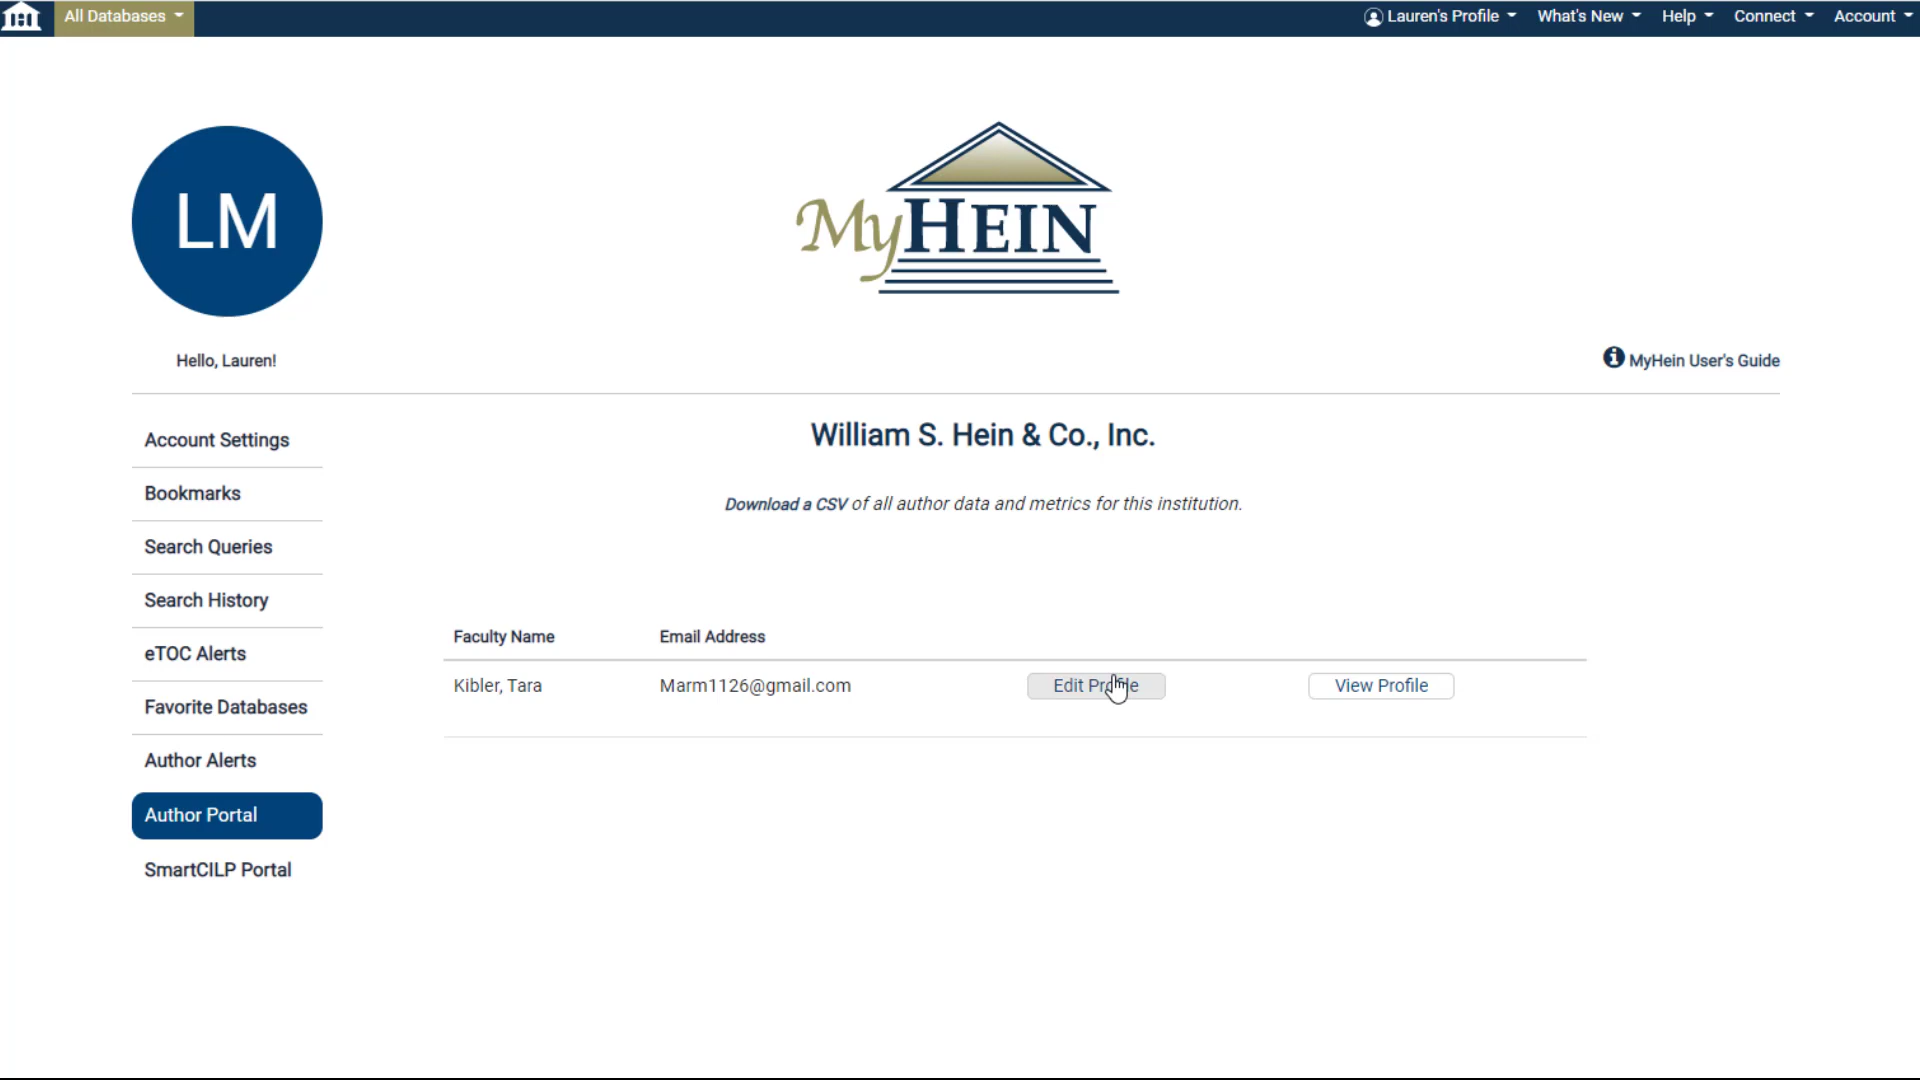 All Databases
Lauren's Profile
What's New
Help
Connect
Account
LM
MyHEIN
Hello, Lauren!
MyHein User's Guide
Account Settings
Bookmarks
Search Queries
Search History
eTOC Alerts
Favorite Databases
Author Alerts
Author Portal
SmartCILP Portal
William S. Hein & Co., Inc.
Download a CSV of all author data and metrics for this institution.
Faculty Name Email Address
Kibler, Tara Marm1126@gmail.com Edit Profile View Profile